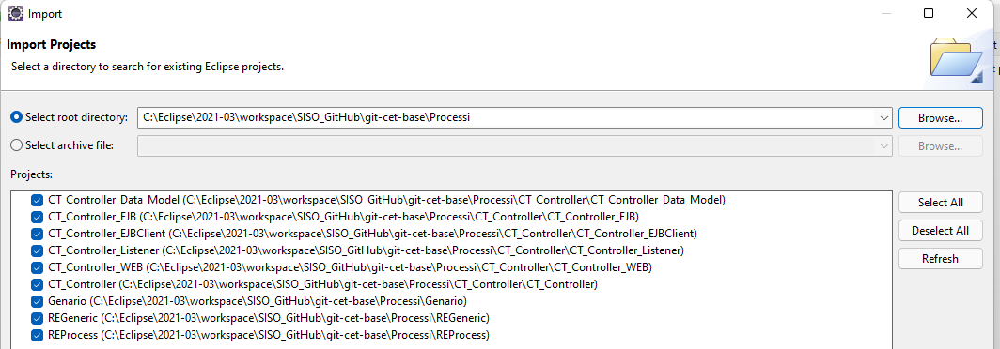 Import
Import Projects
Select a directory to search for existing Eclipse projects.
Select root directory: C:\Eclipse\2021-03\workspace\SISO_GitHub\git-cet-base\Processi Browse...
Select archive file: Browse...
Projects:
CT_Controller_Data_Model (C:\Eclipse\2021-03\workspace\SISO_GitHub\git-cet-base\Processi\CT_Controller\CT_Controller_Data_Model)
CT_Controller_EJB (C:\Eclipse\2021-03\workspace\SISO_GitHub\git-cet-base\Processi\CT_Controller\CT_Controller_EJB)
CT_Controller_EJBClient (C:\Eclipse\2021-03\workspace\SISO_GitHub\git-cet-base\Processi\CT_Controller\CT_Controller_EJBClient)
CT_Controller_Listener (C:\Eclipse\2021-03\workspace\SISO_GitHub\git-cet-base\Processi\CT_Controller\CT_Controller_Listener)
CT_Controller_WEB (C:\Eclipse\2021-03\workspace\SISO_GitHub\git-cet-base\Processi\CT_Controller\CT_Controller_WEB)
CT_Controller (C:\Eclipse\2021-03\workspace\SISO_GitHub\git-cet-base\Processi\CT_Controller\CT_Controller)
Genario (C:\Eclipse\2021-03\workspace\SISO_GitHub\git-cet-base\Processi\Genario)
REGeneric (C:\Eclipse\2021-03\workspace\SISO_GitHub\git-cet-base\Processi\REGeneric)
REProcess (C:\Eclipse\2021-03\workspace\SISO_GitHub\git-cet-base\Processi\REProcess)
Select All
Deselect All
Refresh